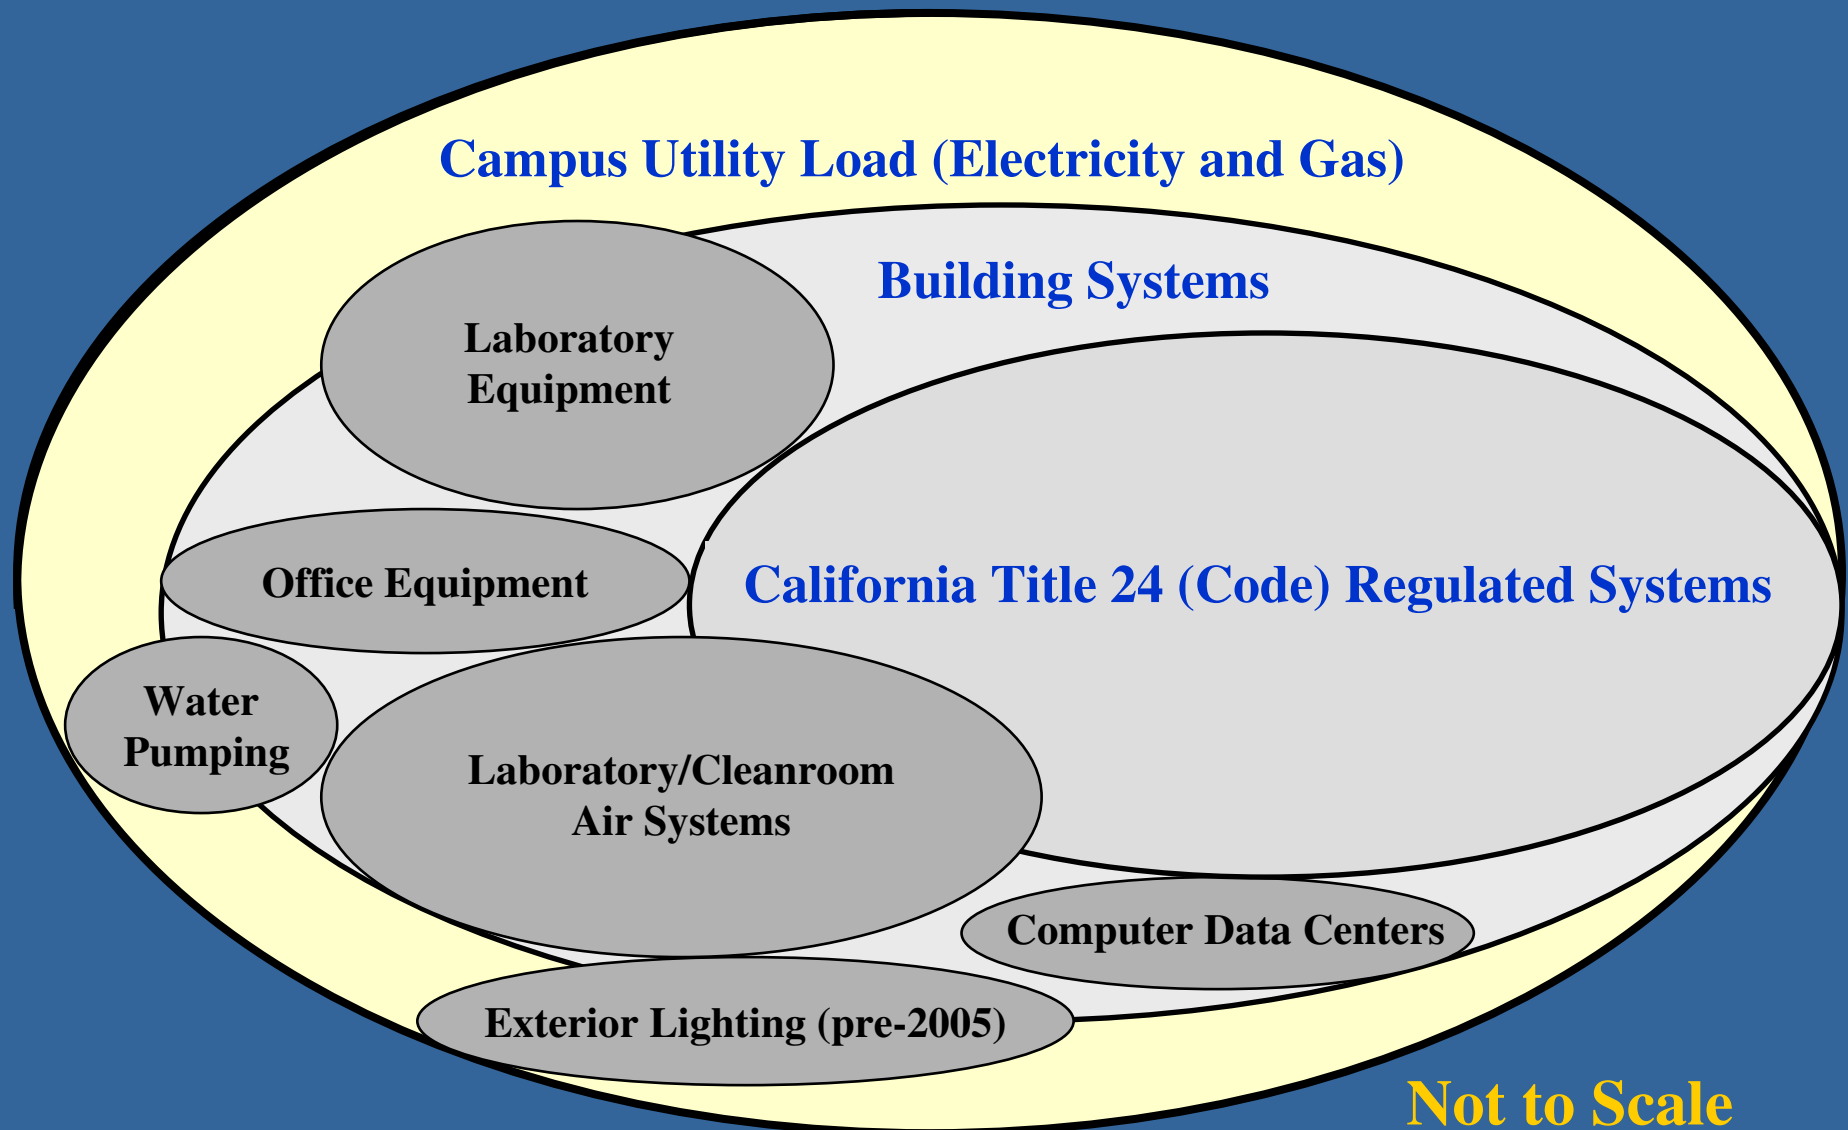 Campus Utility Load (Electricity and Gas)
Building Systems
Laboratory
Equipment
Office Equipment
California Title 24 (Code) Regulated Systems
Water
Pumping
Laboratory/Cleanroom
Air Systems
Computer Data Centers
Exterior Lighting (pre-2005)
Not to Scale